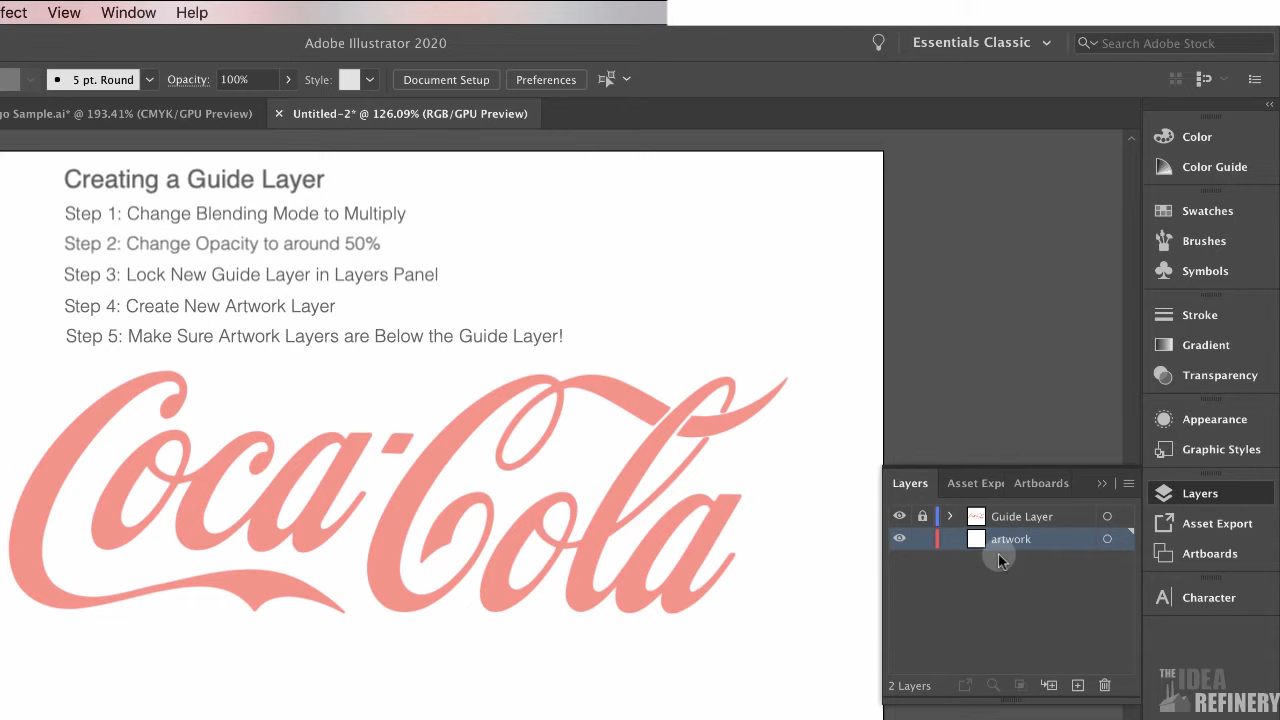 fect View Window Help
Adobe Illustrator 2020
Essentials Classic
Search Adobe Stock
5 pt. Round
Opacity: 100%
Style:
Document Setup
Preferences
go Sample.ai* @ 193.41% (CMYK/GPU Preview)
× Untitled-2* @ 126.09% (RGB/GPU Preview)
Creating a Guide Layer
Step 1: Change Blending Mode to Multiply
Step 2: Change Opacity to around 50%
Step 3: Lock New Guide Layer in Layers Panel
Step 4: Create New Artwork Layer
Step 5: Make Sure Artwork Layers are Below the Guide Layer!
Coca-Cola
Layers Asset Expo Artboards
Guide Layer
artwork
2 Layers
Color
Color Guide
Swatches
Brushes
Symbols
Stroke
Gradient
Transparency
Appearance
Graphic Styles
Layers
Asset Export
Artboards
Character
THE IDEA
REFINERY